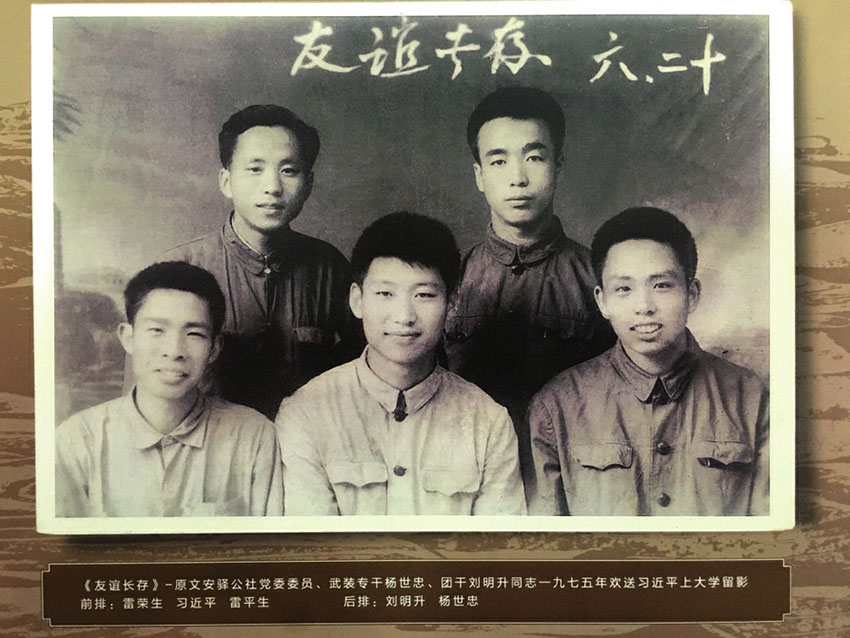 友谊长存 六.二十
《友谊长存》-原文安驿公社党委委员、武装专干杨世忠、团干刘明升同志一九七五年欢送习近平上大学留影
前排：雷荣生 习近平 雷平生 后排：刘明升 杨世忠